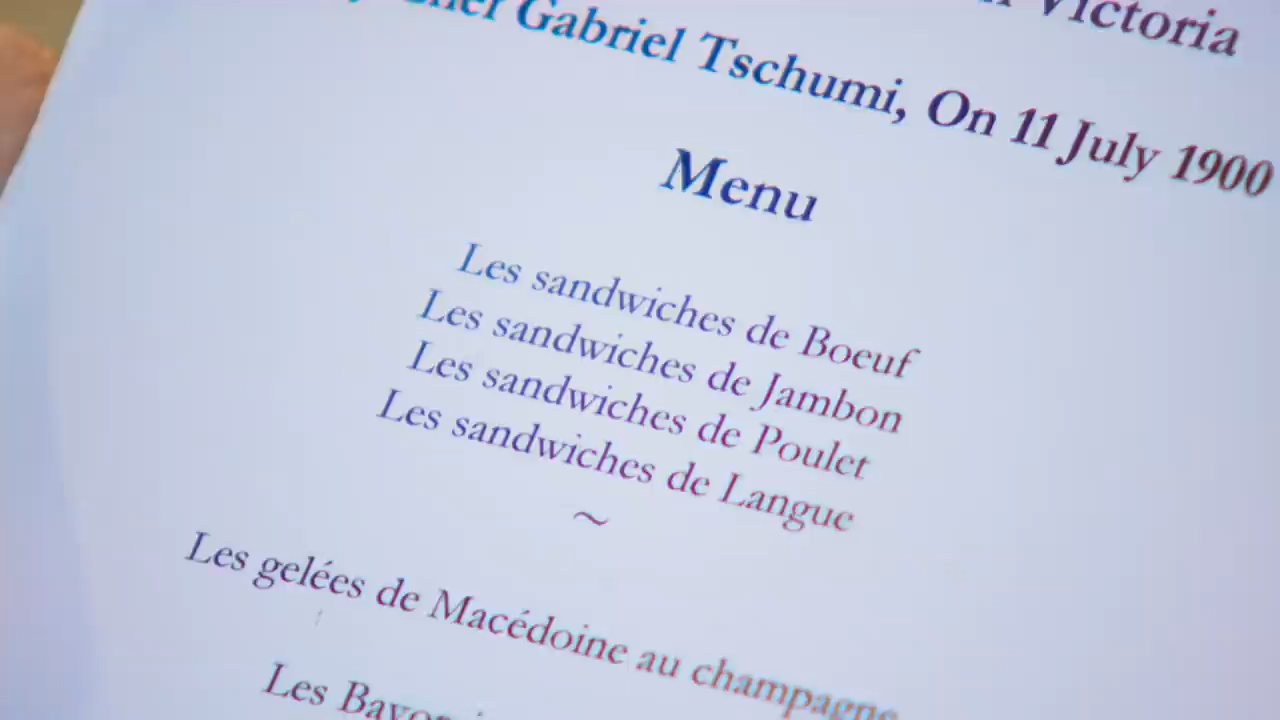 Victoria
Gabriel Tschumi, On 11 July 1900
Menu
Les sandwiches de Boeuf
Les sandwiches de Jambon
Les sandwiches de Poulet
Les sandwiches de Langue
~
Les gelées de Macédoine au champagne
Les